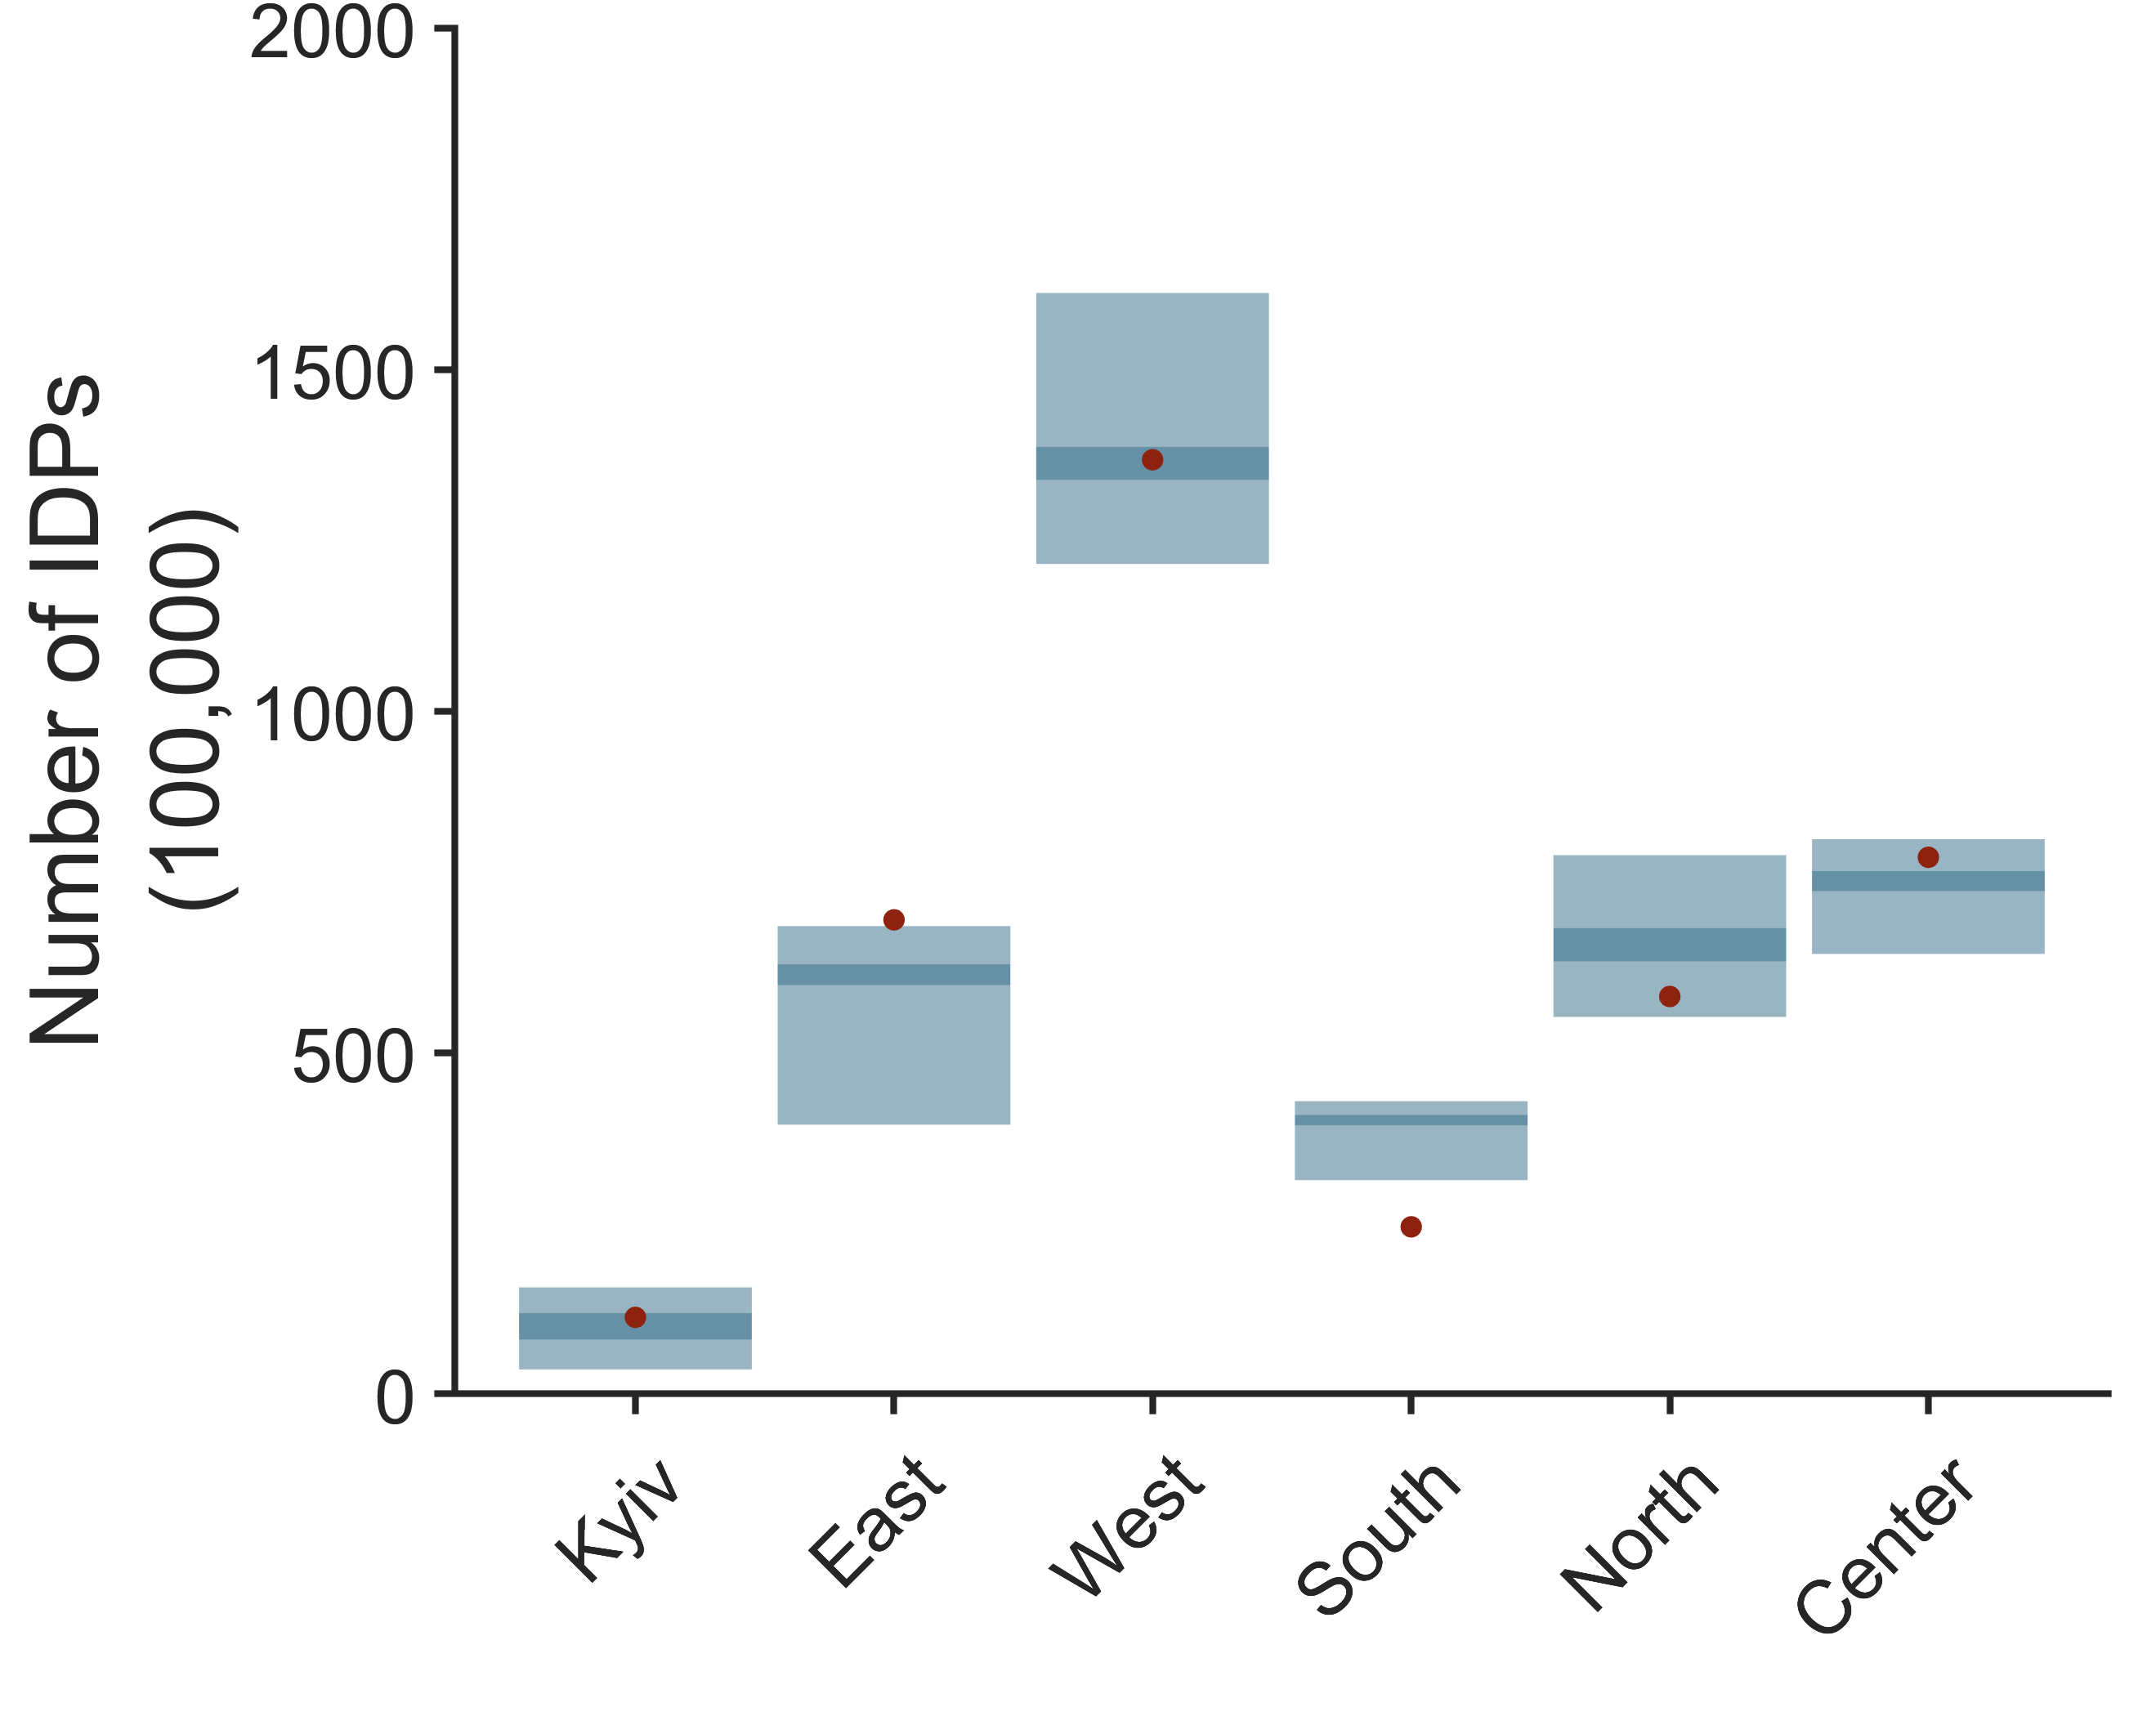 Number of IDPs
(100,000)
2000
1500
1000
500
0
Kyiv
East
West
South
North
Center